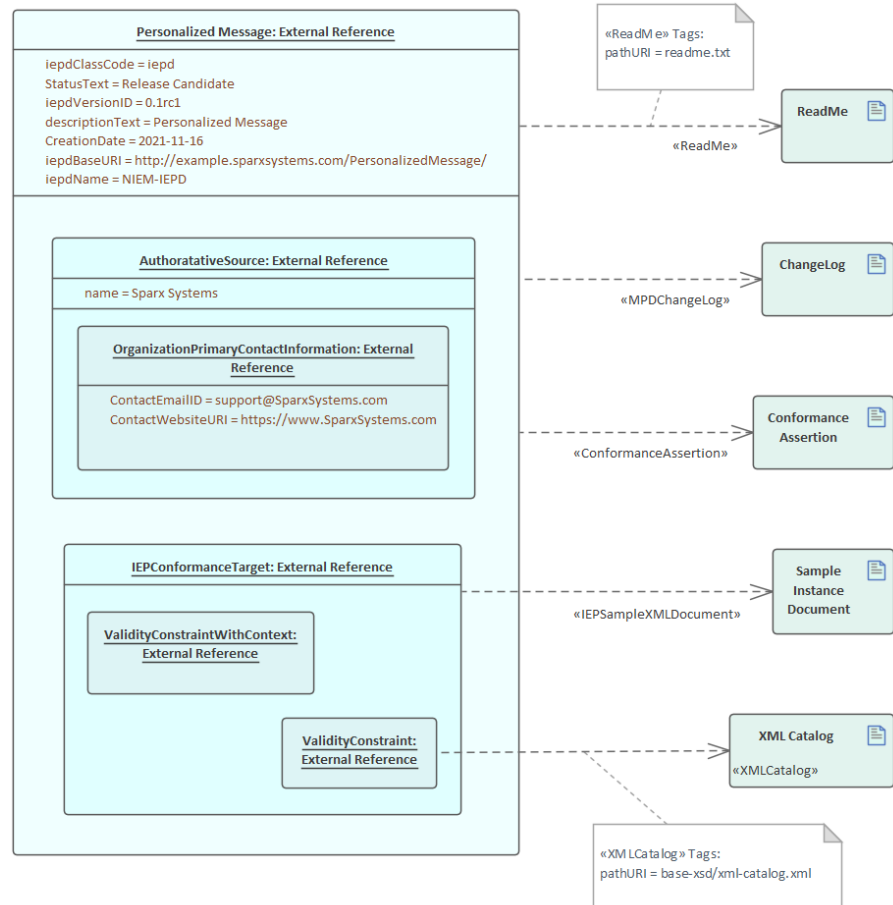 Personalized Message: External Reference
iepdClassCode = iepd
StatusText = Release Candidate
iepdVersionID = 0.1rc1
descriptionText = Personalized Message
CreationDate = 2021-11-16
iepdBaseURI = http://example.sparxsystems.com/PersonalizedMessage/
iepdName = NIEM-IEPD
«ReadMe» Tags:
pathURI = readme.txt
ReadMe
«ReadMe»
AuthoratativeSource: External Reference
name = Sparx Systems
OrganizationPrimaryContactInformation: External
Reference
ContactEmailID = support@SparxSystems.com
ContactWebsiteURI = https://www.SparxSystems.com
ChangeLog
«MPDChangeLog»
Conformance
Assertion
«ConformanceAssertion»
IEPConformanceTarget: External Reference
ValidityConstraintWithContext:
External Reference
ValidityConstraint:
External Reference
Sample
Instance
Document
«IEPSampleXMLDocument»
XML Catalog
«XMLCatalog»
«XMLCatalog» Tags:
pathURI = base-xsd/xml-catalog.xml